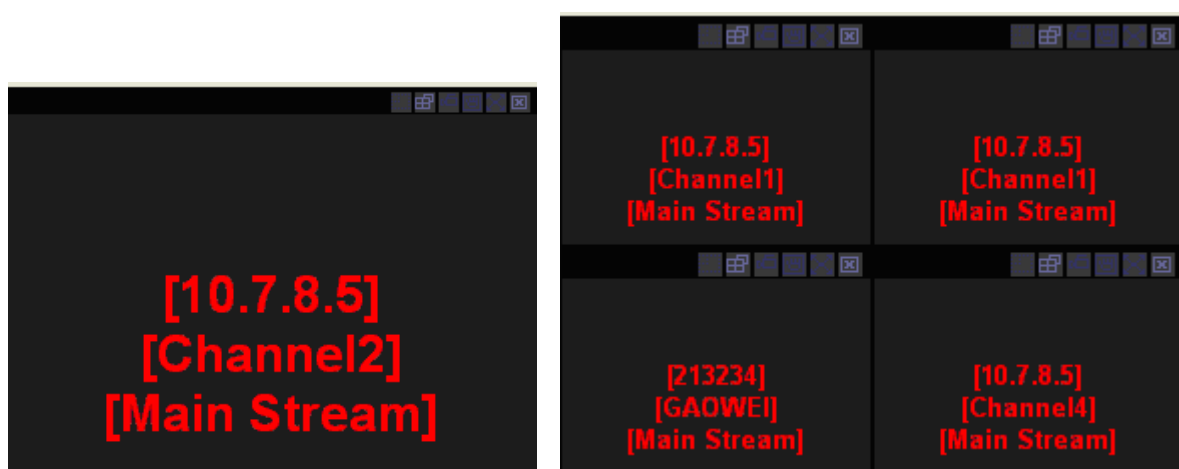 [10.7.8.5]
[Channel2]
[Main Stream]
[10.7.8.5]
[Channel1]
[Main Stream]
[10.7.8.5]
[Channel1]
[Main Stream]
[213234]
[GAOWEI]
[Main Stream]
[10.7.8.5]
[Channel4]
[Main Stream]